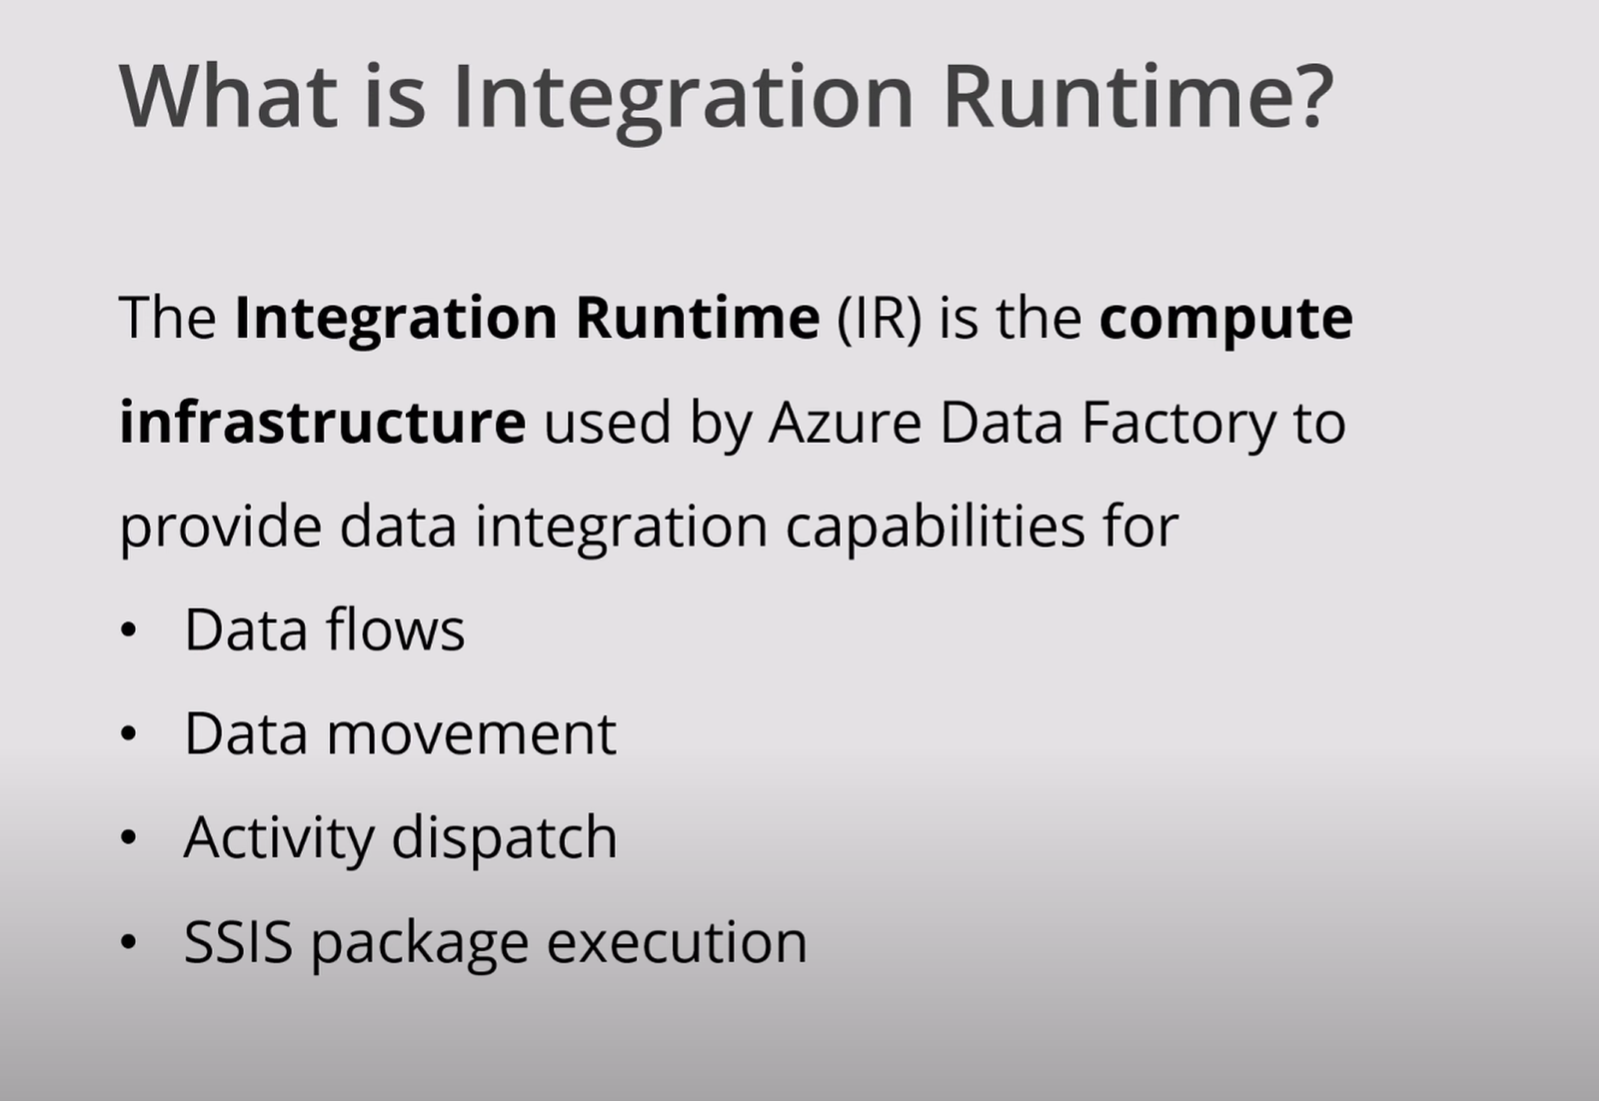 What is Integration Runtime?
The Integration Runtime (IR) is the compute
infrastructure used by Azure Data Factory to
provide data integration capabilities for
• Data flows
• Data movement
• Activity dispatch
• SSIS package execution